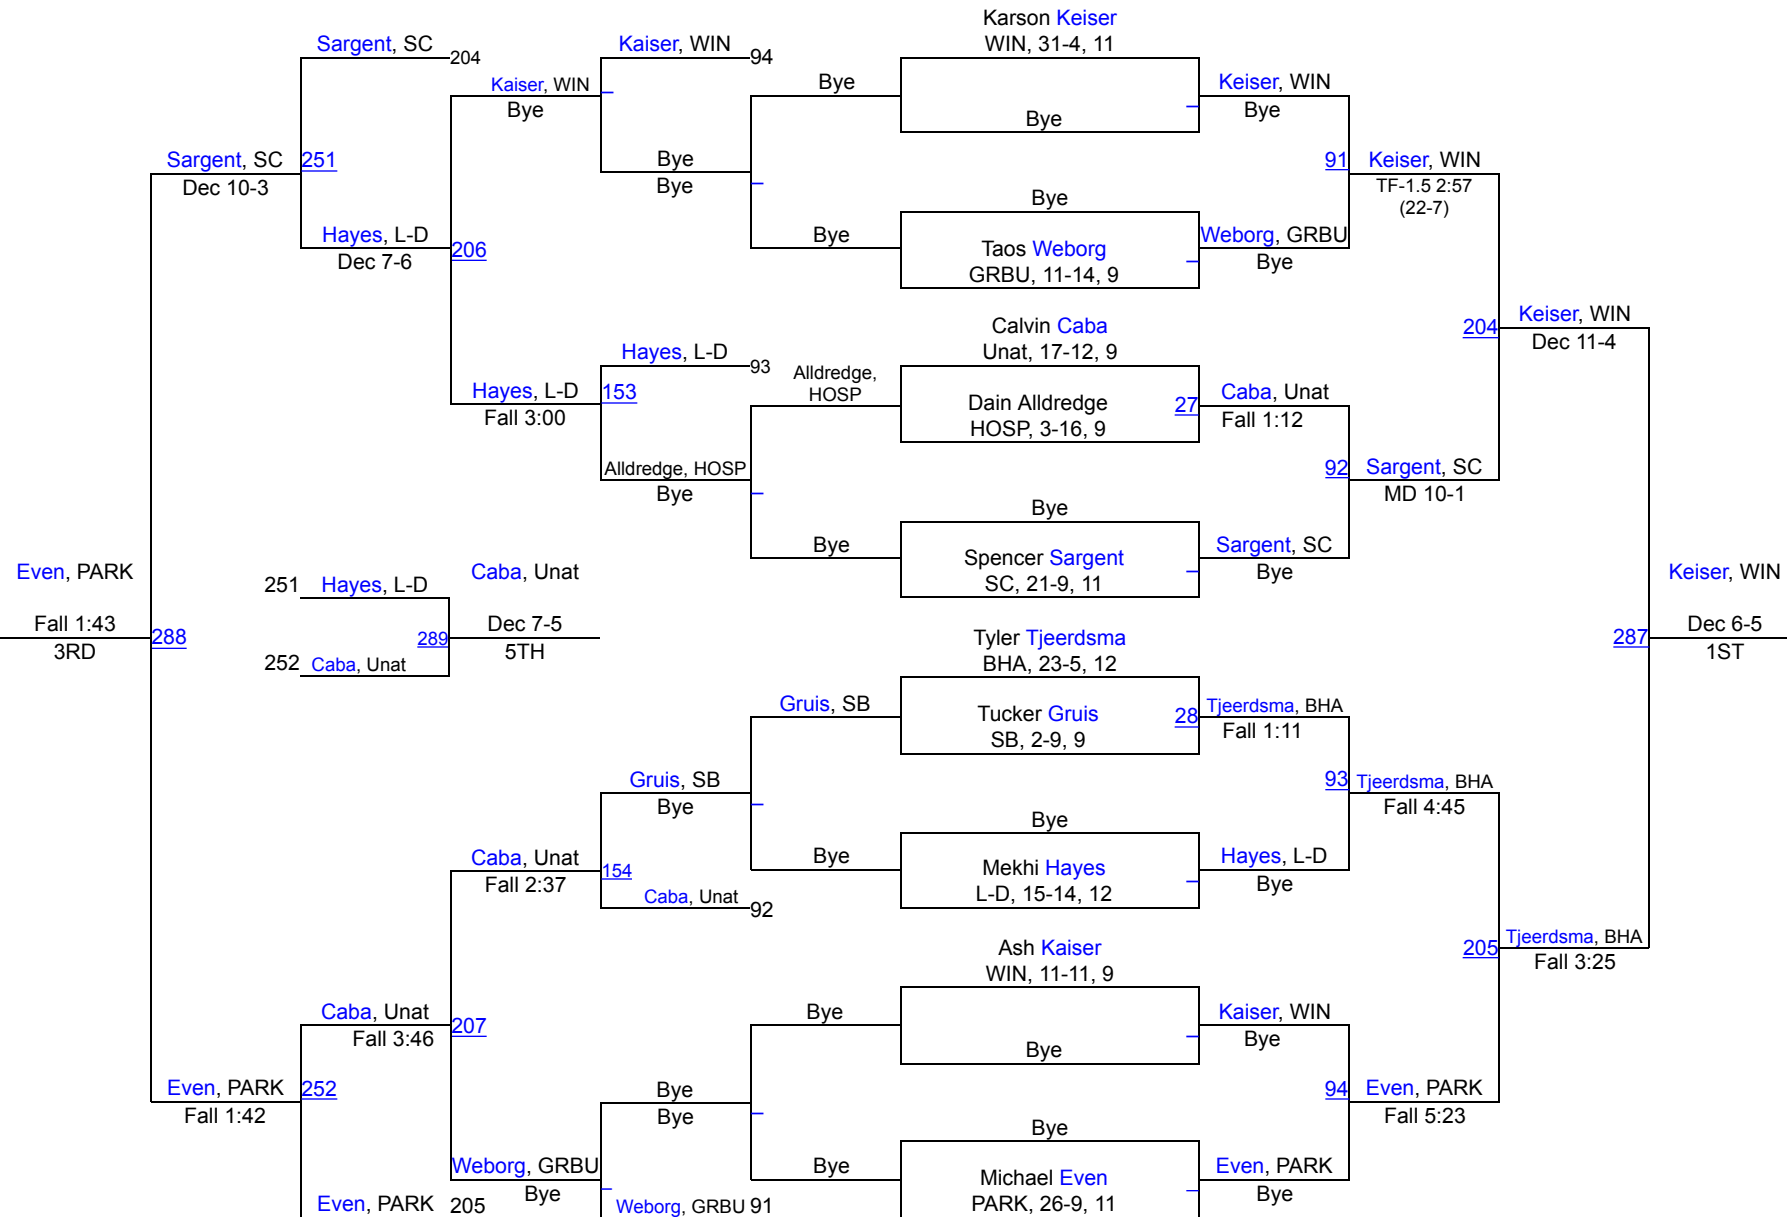 Karson Keiser
WIN, 31-4, 11
Sargent, SC
204
Kaiser, WIN
94
Kaiser, WIN
Bye
Bye
Bye
Keiser, WIN
Bye
Sargent, SC
251
Dec 10-3
Bye
Bye
91
Keiser, WIN
TF-1.5 2:57
(22-7)
Hayes, L-D
Dec 7-6
206
Bye
Bye
Taos Weborg
GRBU, 11-14, 9
Weborg, GRBU
Bye
204
Keiser, WIN
Dec 11-4
Calvin Caba
Unat, 17-12, 9
Hayes, L-D
93
Hayes, L-D
153
Fall 3:00
Alldredge,
HOSP
Dain Alldredge
HOSP, 3-16, 9
27
Caba, Unat
Fall 1:12
Alldredge, HOSP
Bye
92
Sargent, SC
MD 10-1
Bye
Bye
Spencer Sargent
SC, 21-9, 11
Sargent, SC
Bye
Even, PARK
Fall 1:43
3RD
288
251
Hayes, L-D
252
Caba, Unat
289
Caba, Unat
Dec 7-5
5TH
287
Keiser, WIN
Dec 6-5
1ST
Tyler Tjeerdsma
BHA, 23-5, 12
Gruis, SB
Tucker Gruis
SB, 2-9, 9
28
Tjeerdsma, BHA
Fall 1:11
Gruis, SB
Bye
93
Tjeerdsma, BHA
Fall 4:45
Bye
Caba, Unat
Fall 2:37
154
Bye
Mekhi Hayes
L-D, 15-14, 12
Hayes, L-D
Bye
Caba, Unat
92
205
Tjeerdsma, BHA
Fall 3:25
Ash Kaiser
WIN, 11-11, 9
Caba, Unat
Fall 3:46
207
Bye
Bye
Kaiser, WIN
Bye
Even, PARK
252
Fall 1:42
Bye
Bye
94
Even, PARK
Fall 5:23
Bye
Weborg, GRBU
Bye
Bye
Michael Even
PARK, 26-9, 11
Even, PARK
Bye
Even, PARK
205
Weborg, GRBU
91